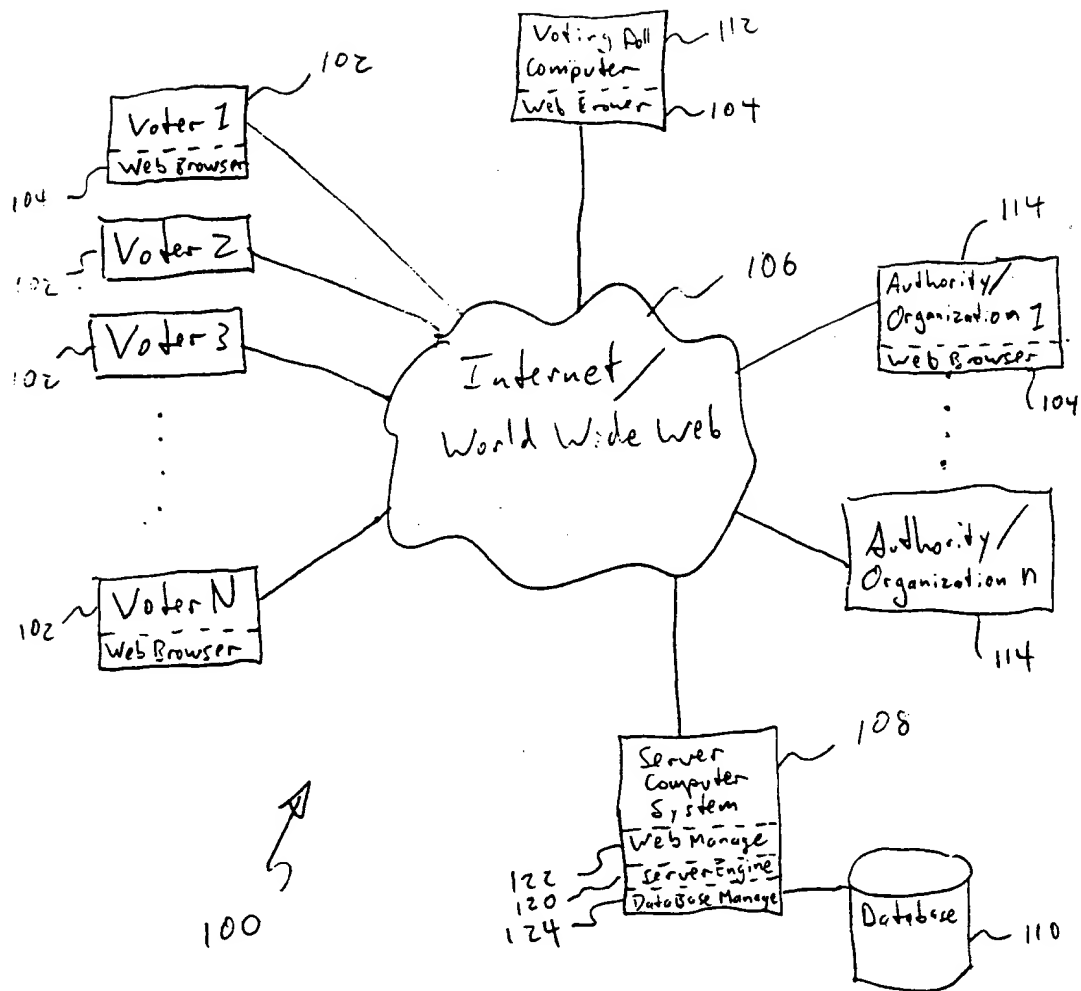 112
Voting Poll
Computer
Web Brower
104
102
Voter 1
Web Browser
104
Voter 2
102
Voter 3
102
106
Internet/
World Wide Web
114
Authority/
Organization 1
Web Browser
104
Authority/
Organization n
114
Voter N
Web Browser
102
108
Server
Computer
System
Web Manage
122
Server Engine
120
DataBase Manage
124
Database
110
100